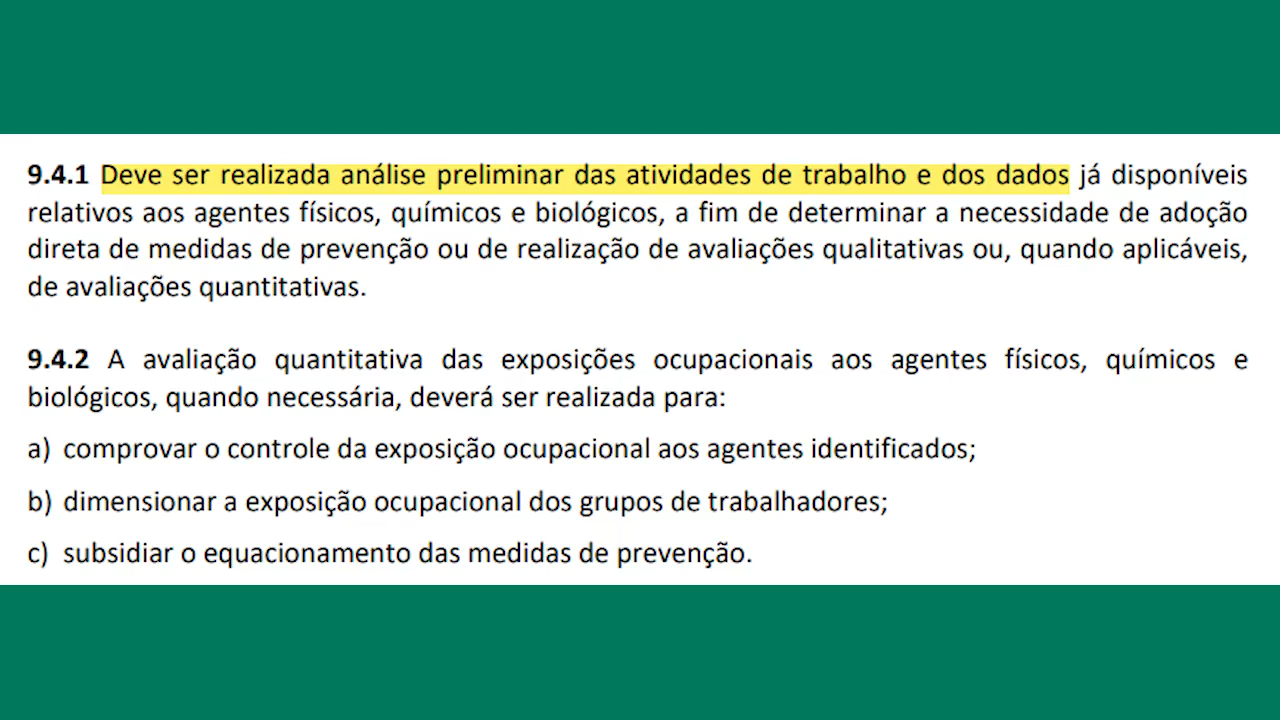 9.4.1 Deve ser realizada análise preliminar das atividades de trabalho e dos dados já disponíveis
relativos aos agentes físicos, químicos e biológicos, a fim de determinar a necessidade de adoção
direta de medidas de prevenção ou de realização de avaliações qualitativas ou, quando aplicáveis,
de avaliações quantitativas.
9.4.2 A avaliação quantitativa das exposições ocupacionais aos agentes físicos, químicos e
biológicos, quando necessária, deverá ser realizada para:
a) comprovar o controle da exposição ocupacional aos agentes identificados;
b) dimensionar a exposição ocupacional dos grupos de trabalhadores;
c) subsidiar o equacionamento das medidas de prevenção.